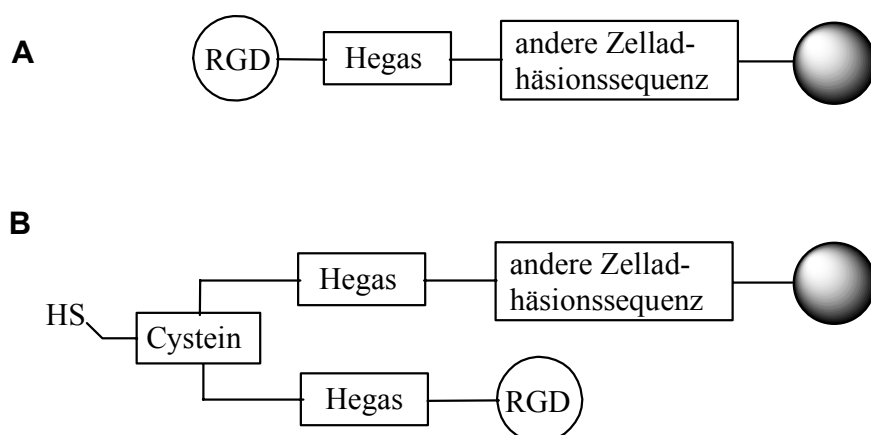 A
RGD
Hegas
andere Zellad-
häsionssequenz
B
Hegas
andere Zellad-
häsionssequenz
HS
Cystein
Hegas
RGD